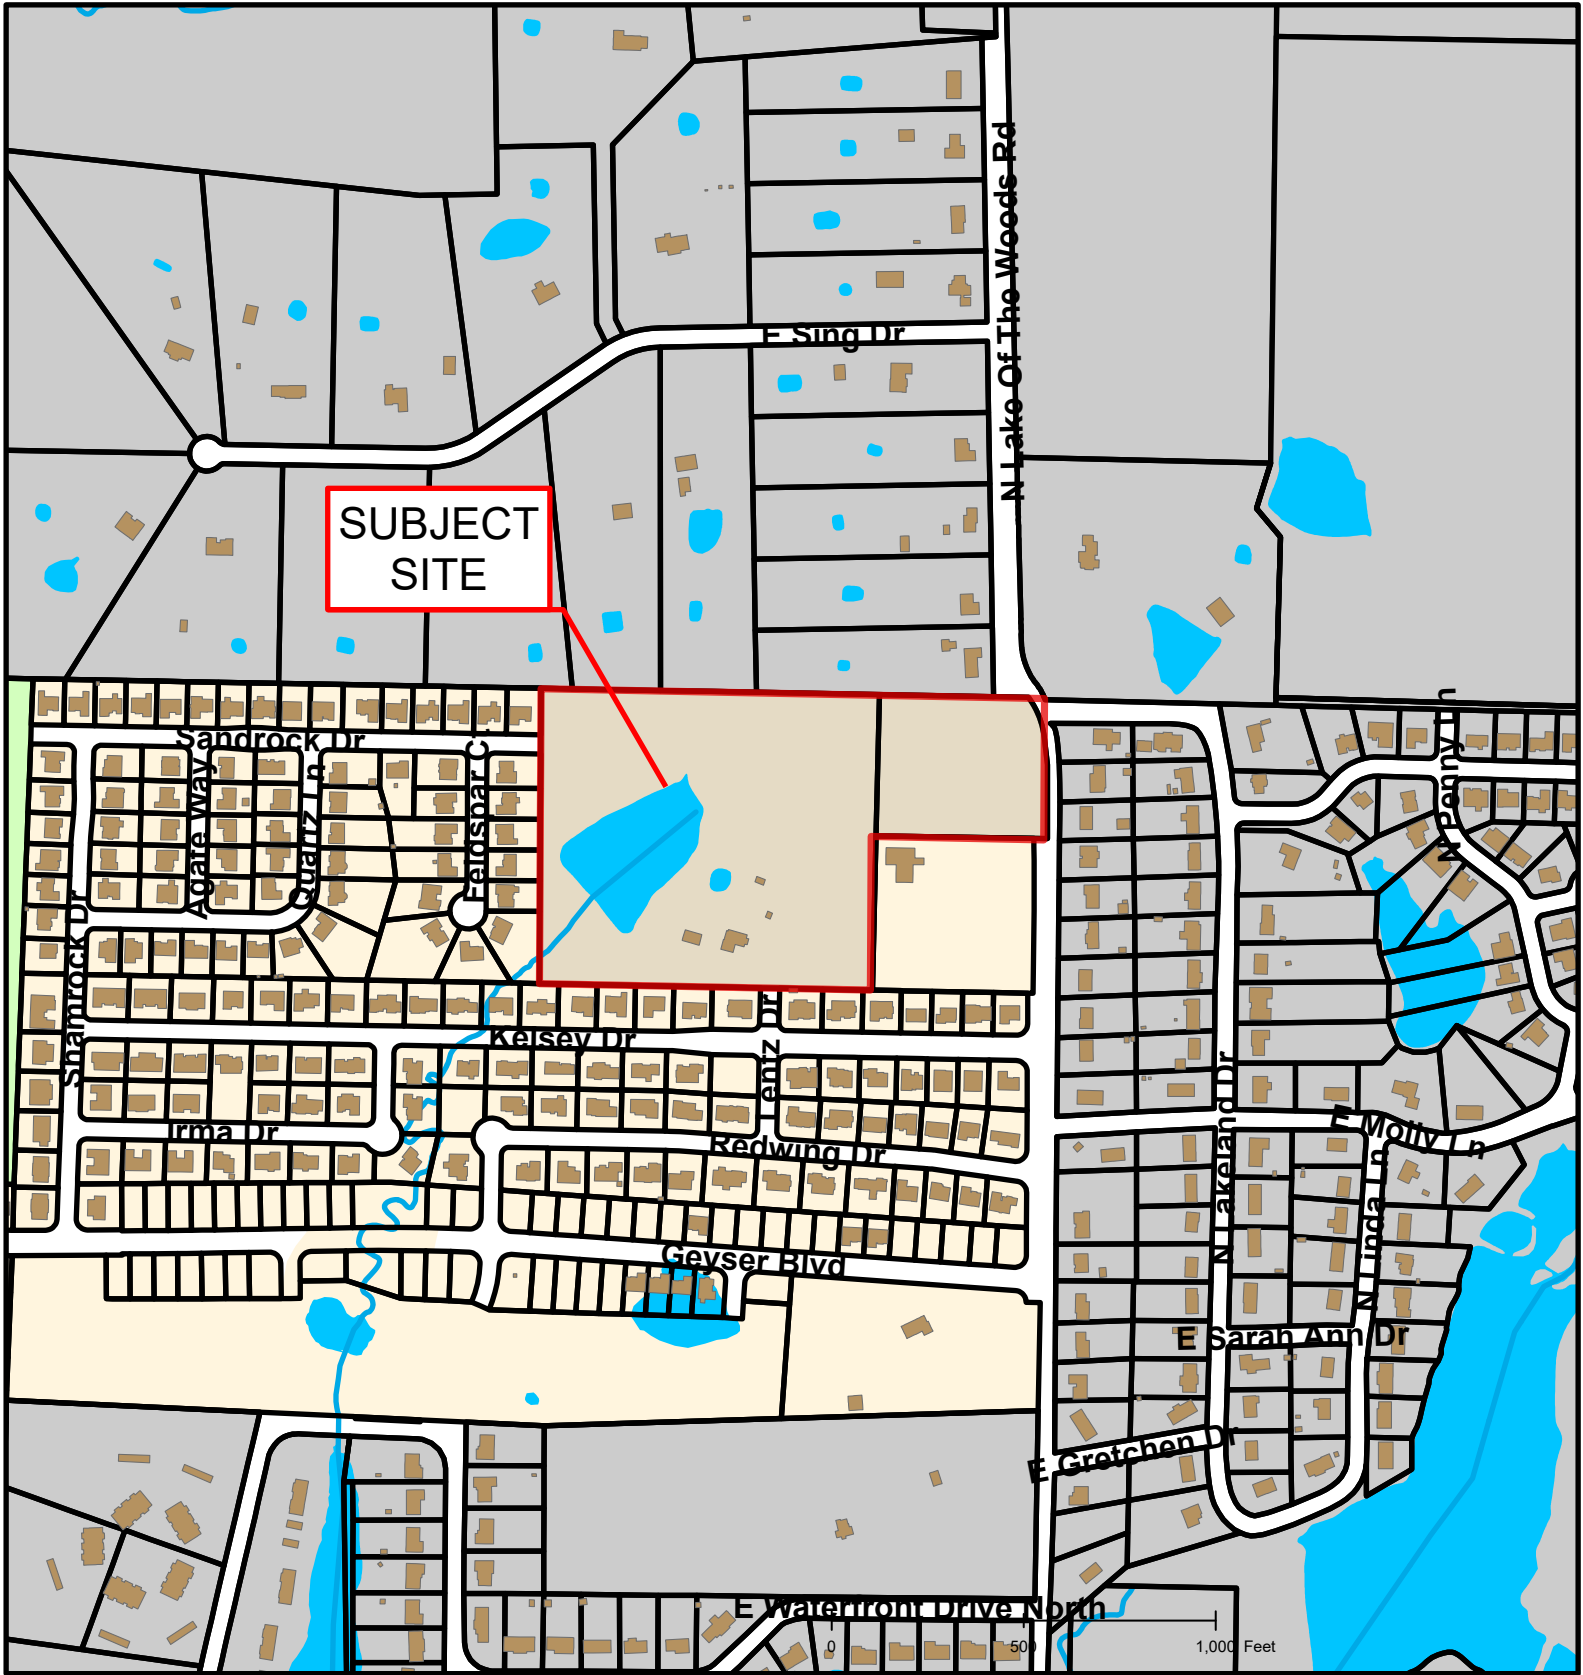 N Lake Of The Woods Rd
E Sing Dr
SUBJECT
SITE
Sandrock Dr
Agate Way
Quartz Ln
Feldspar Ct
N Penny Ln
Shamrock Dr
Kelsey Dr
Lentz Dr
Irma Dr
Redwing Dr
N Lakeland Dr
E Molly Ln
N Linda Ln
Geyser Blvd
E Sarah Ann Dr
E Gretchen Dr
E Waterfront Drive North
0 500 1,000 Feet